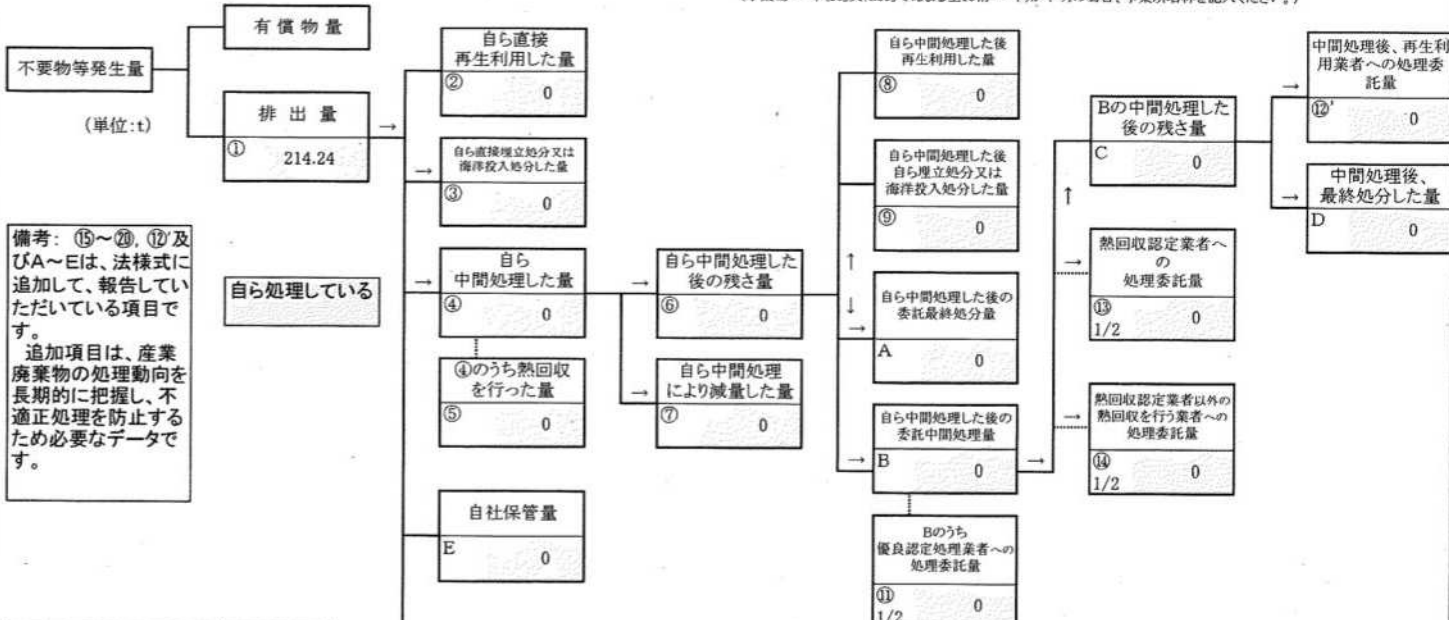 有償物量
不要物等発生量
(単位:t)
排出量
→
① 214.24
備考: ⑮～⑳, ⑫'及
びA～Eは、法様式に
追加して、報告してい
ただいている項目で
す。
追加項目は、産業
廃棄物の処理動向を
長期的に把握し、不
適正処理を防止する
ため必要なデータで
す。
自ら処理している
自ら直接
再生利用した量
② 0
→
自ら直接埋立処分又は
海洋投入処分した量
③ 0
→
自ら
中間処理した量
④ 0
④のうち熱回収
を行った量
⑤ 0
自社保管量
E 0
→
自ら中間処理した
後の残さ量
⑥ 0
→
自ら中間処理
により減量した量
⑦ 0
自ら中間処理した後
再生利用した量
⑧ 0
自ら中間処理した後
自ら埋立処分又は
海洋投入処分した量
⑨ 0
↑
↓
→
自ら中間処理した後の
委託最終処分量
A 0
→
自ら中間処理した後の
委託中間処理量
B 0
→
Bのうち
優良認定処理業者への
処理委託量
⑪
1/2 0
Bの中間処理した
後の残さ量
C 0
↑
→
熱回収認定業者へ
の
処理委託量
⑬
1/2 0
→
熱回収認定業者以外の
熱回収を行う業者への
処理委託量
⑭
1/2 0
→
中間処理後、再生利
用業者への処理委
託量
⑫' 0
→
中間処理後、
最終処分した量
D 0